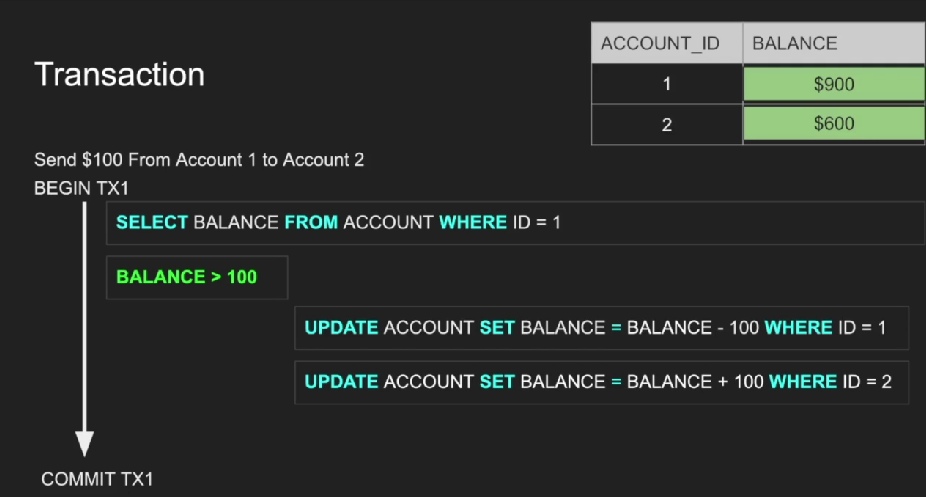 Transaction
ACCOUNT_ID BALANCE
1 $900
2 $600
Send $100 From Account 1 to Account 2
BEGIN TX1
SELECT BALANCE FROM ACCOUNT WHERE ID = 1
BALANCE > 100
UPDATE ACCOUNT SET BALANCE = BALANCE - 100 WHERE ID = 1
UPDATE ACCOUNT SET BALANCE = BALANCE + 100 WHERE ID = 2
COMMIT TX1